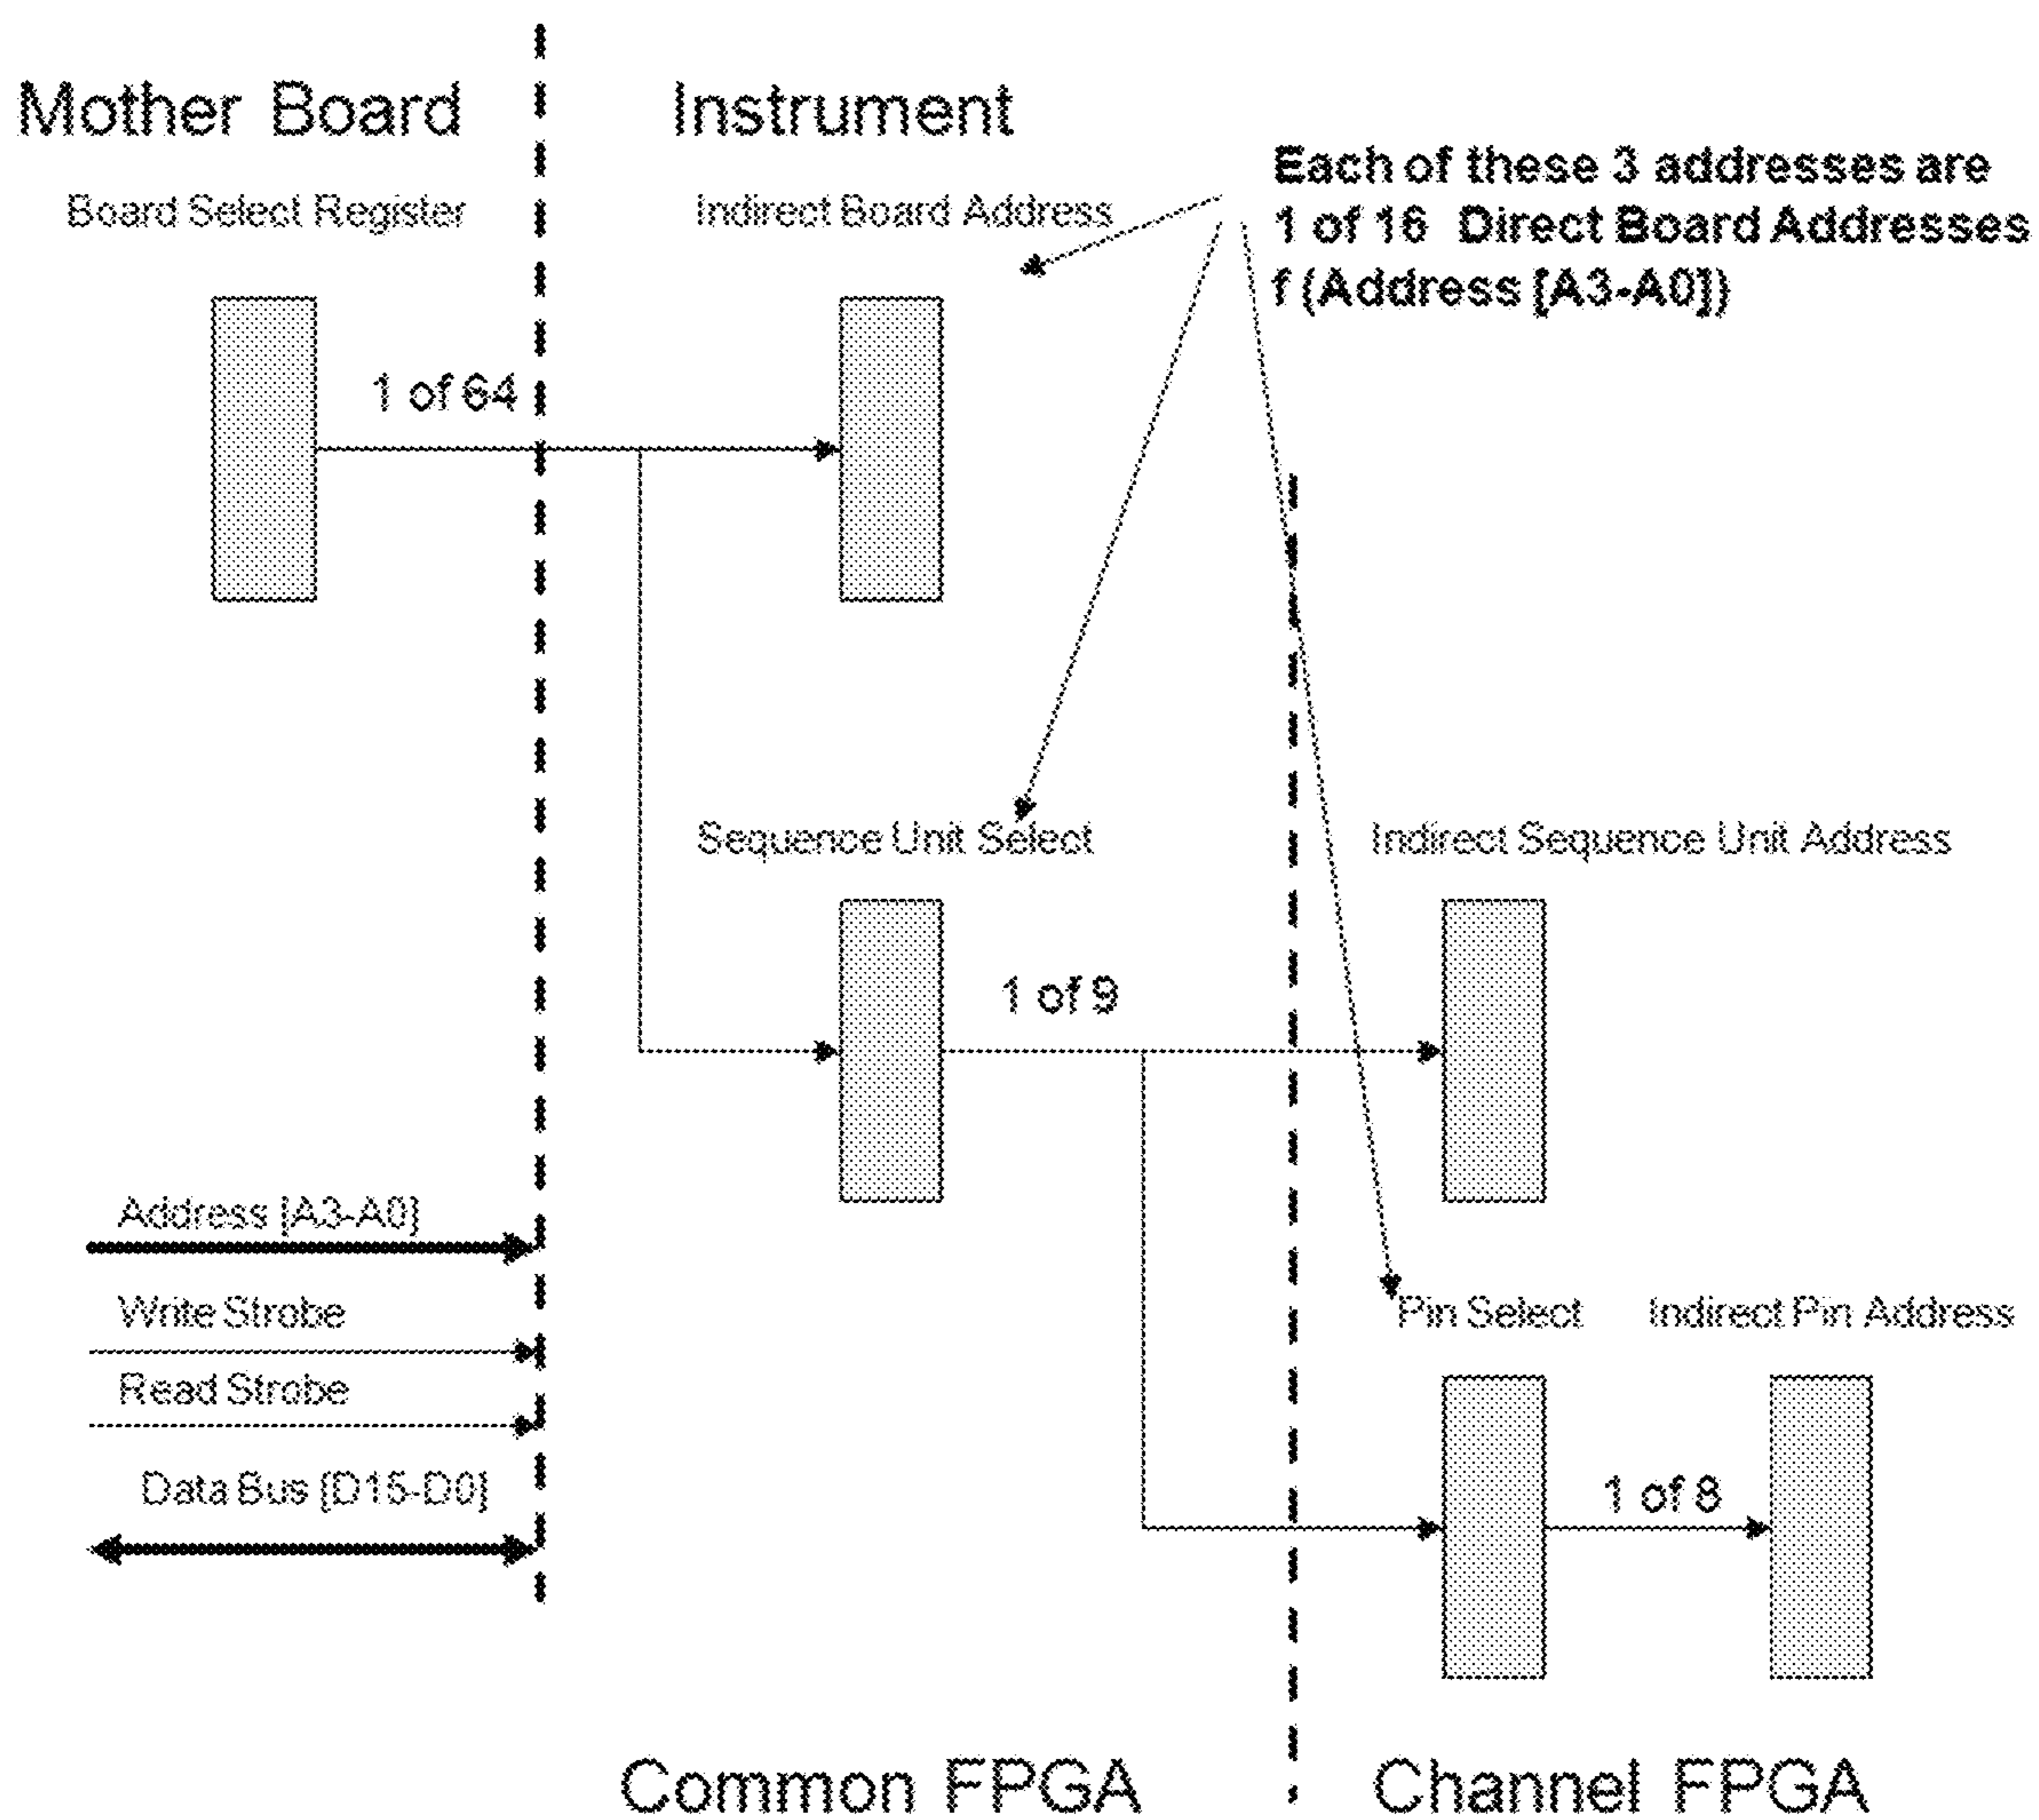 Mother Board
Instrument
Board Select Register
Indirect Board Address
Each of these 3 addresses are
1 of 16 Direct Board Addresses
f (Address [A3-A0])
1 of 64
Sequence Unit Select
Indirect Sequence Unit Address
1 of 9
Address [A3-A0]
Write Strobe
Read Strobe
Data Bus [D15-D0]
Pin Select
Indirect Pin Address
1 of 8
Common FPGA
Channel FPGA